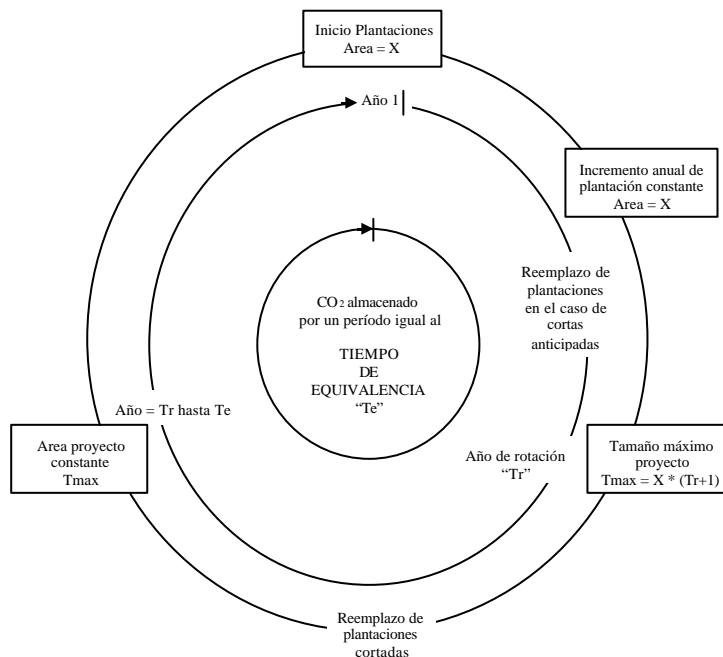 Inicio Plantaciones
Area = X
Año 1
Incremento anual de
plantación constante
Area = X
Reemplazo de
plantaciones
en el caso de
cortas
anticipadas
CO2 almacenado
por un período igual al
TIEMPO
DE
EQUIVALENCIA
“Te”
Año = Tr hasta Te
Area proyecto
constante
Tmax
Año de rotación
“Tr”
Tamaño máximo
proyecto
Tmax = X * (Tr+1)
Reemplazo de
plantaciones
cortadas